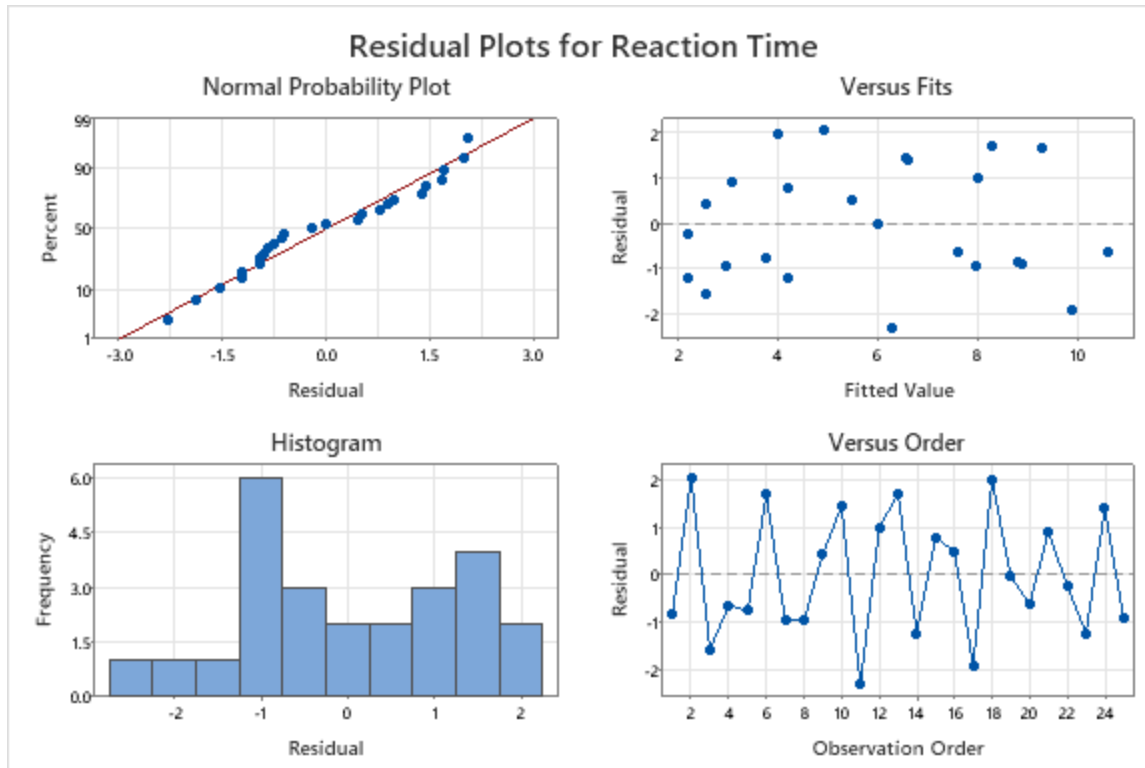 Residual Plots for Reaction Time
Normal Probability Plot
99
90
50
10
1
Percent
-3.0 -1.5 0.0 1.5 3.0
Residual
Versus Fits
2
1
0
-1
-2
Residual
2 4 6 8 10
Fitted Value
Histogram
6.0
4.5
3.0
1.5
0.0
Frequency
-2 -1 0 1 2
Residual
Versus Order
2
1
0
-1
-2
Residual
2 4 6 8 10 12 14 16 18 20 22 24
Observation Order